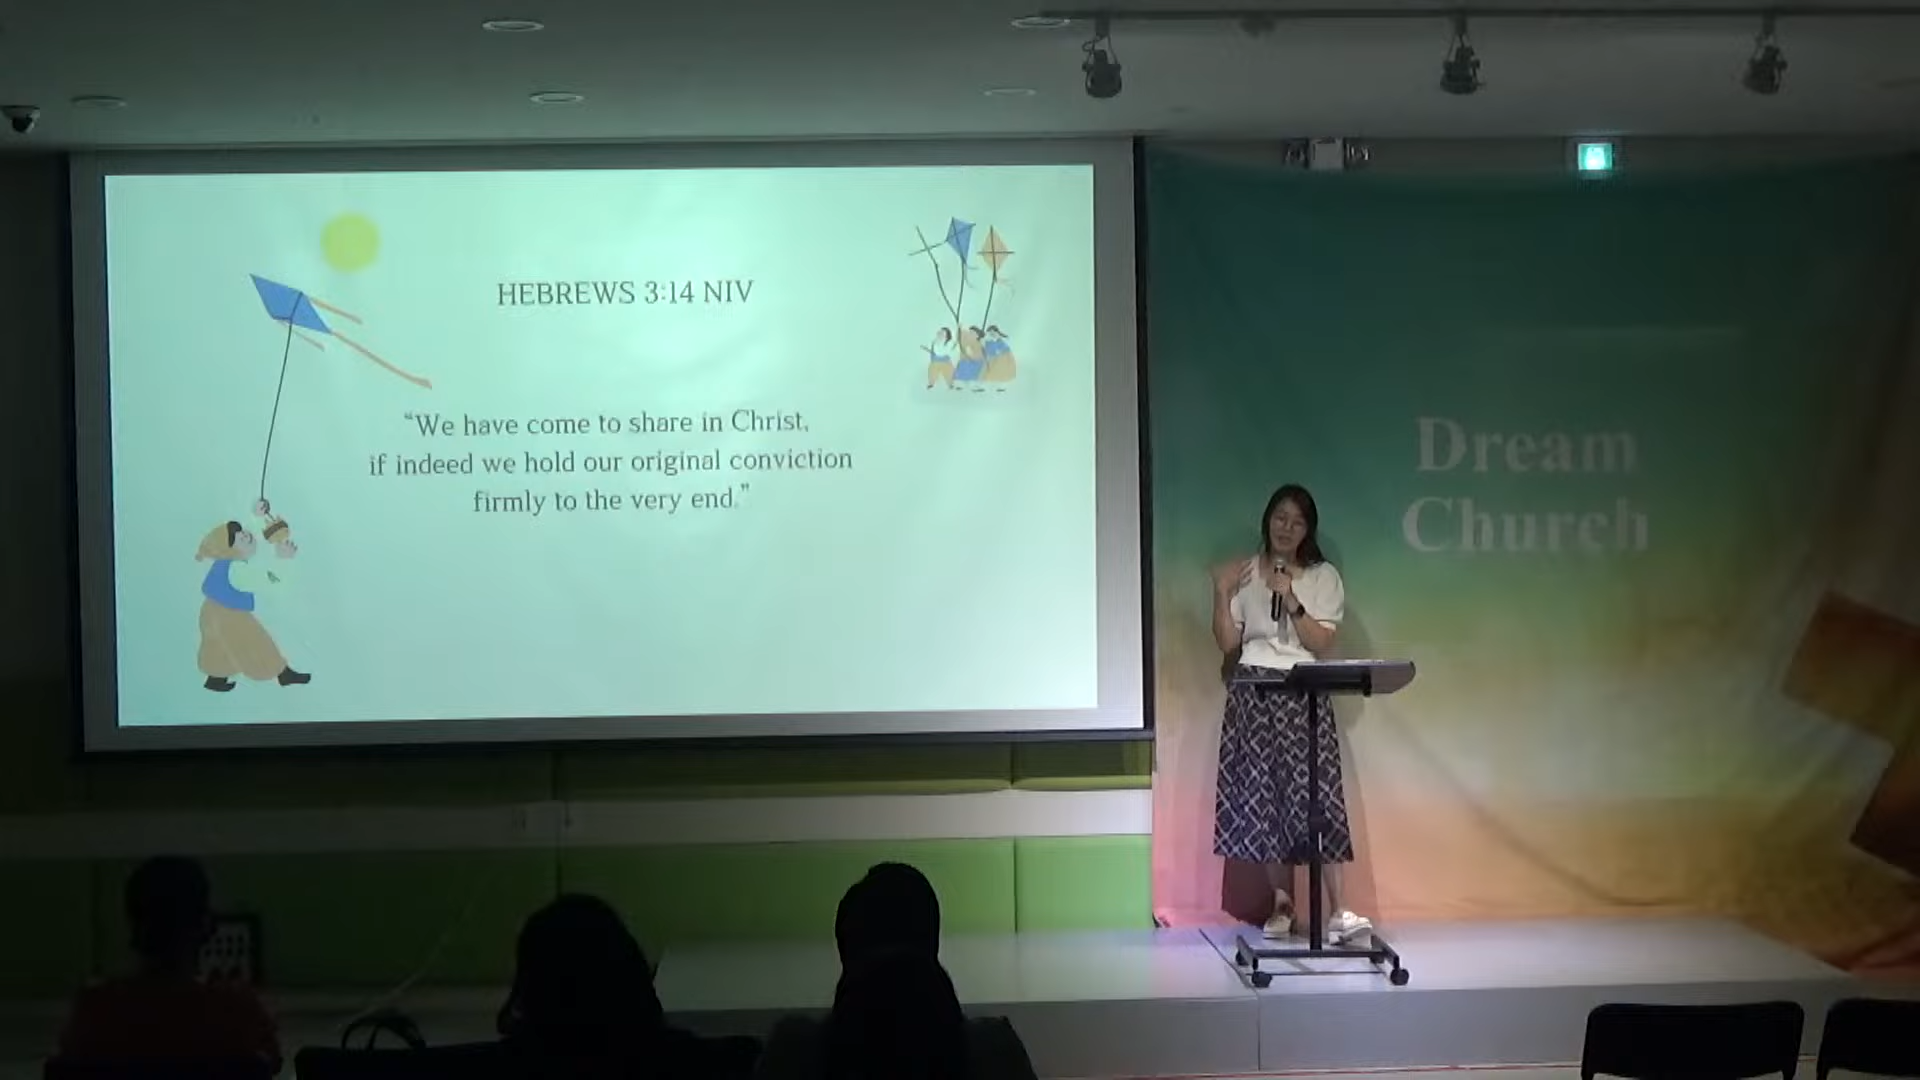 HEBREWS 3:14 NIV
“We have come to share in Christ,
if indeed we hold our original conviction
firmly to the very end.”
Dream
Church